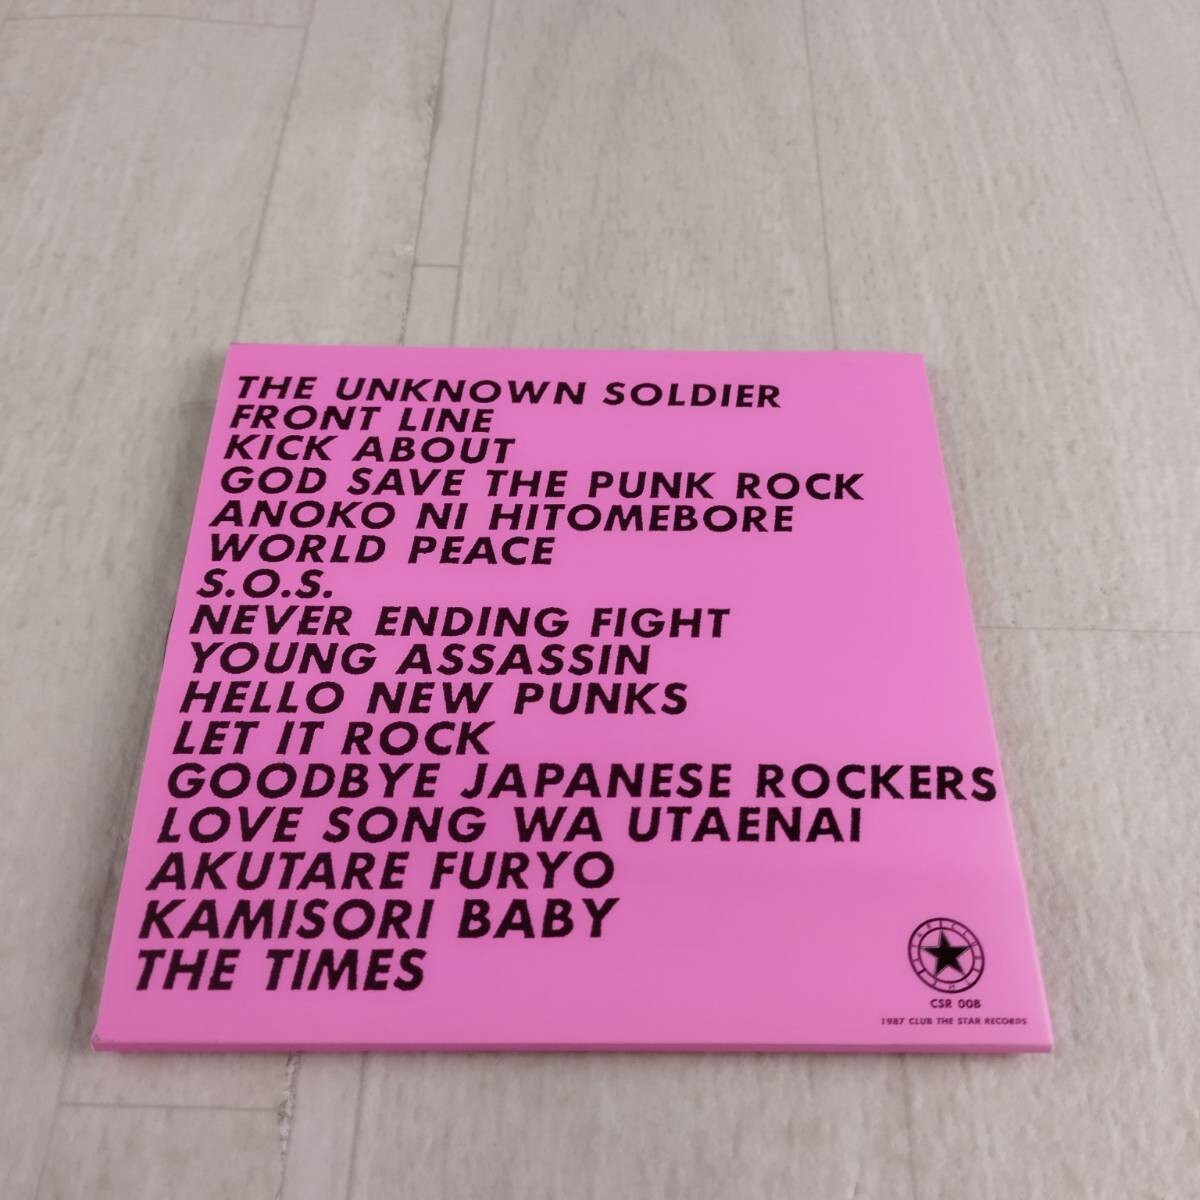 THE UNKNOWN SOLDIER
FRONT LINE
KICK ABOUT
GOD SAVE THE PUNK ROCK
ANOKO NI HITOMEBORE
WORLD PEACE
S.O.S.
NEVER ENDING FIGHT
YOUNG ASSASSIN
HELLO NEW PUNKS
LET IT ROCK
GOODBYE JAPANESE ROCKERS
LOVE SONG WA UTAENAI
AKUTARE FURYO
KAMISORI BABY
THE TIMES
CSR 008
1987 CLUB THE STAR RECORDS